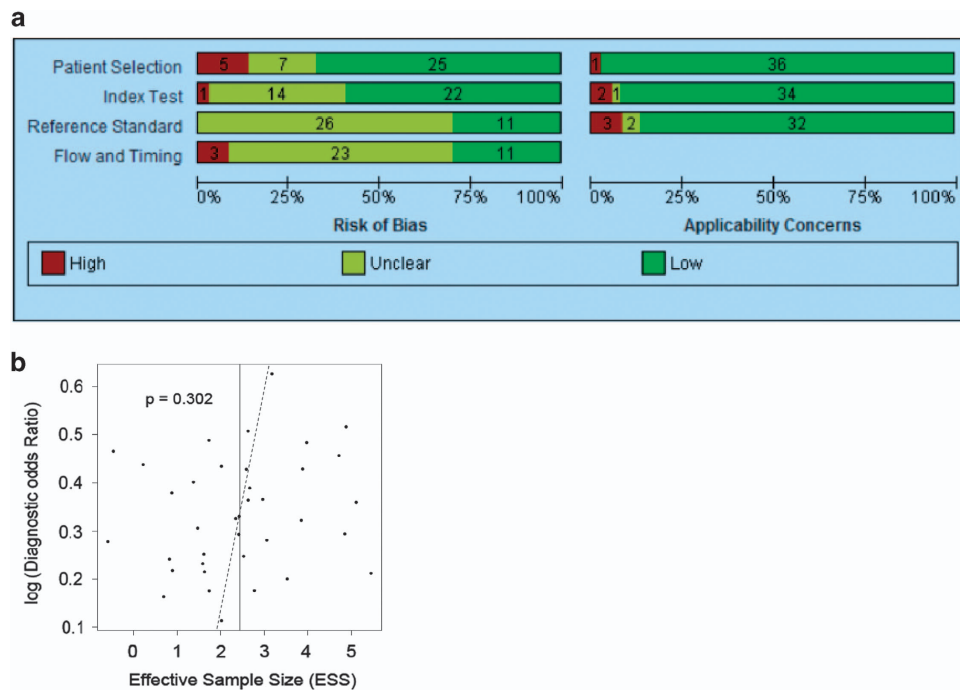 a
Patient Selection 5 7 25 1 36
Index Test 1 14 22 2 1 34
Reference Standard 26 11 3 2 32
Flow and Timing 3 23 11
0% 25% 50% 75% 100% 0% 25% 50% 75% 100%
Risk of Bias Applicability Concerns
High Unclear Low
b
p = 0.302
0.6
0.5
0.4
0.3
0.2
0.1
log (Diagnostic odds Ratio)
0 1 2 3 4 5
Effective Sample Size (ESS)